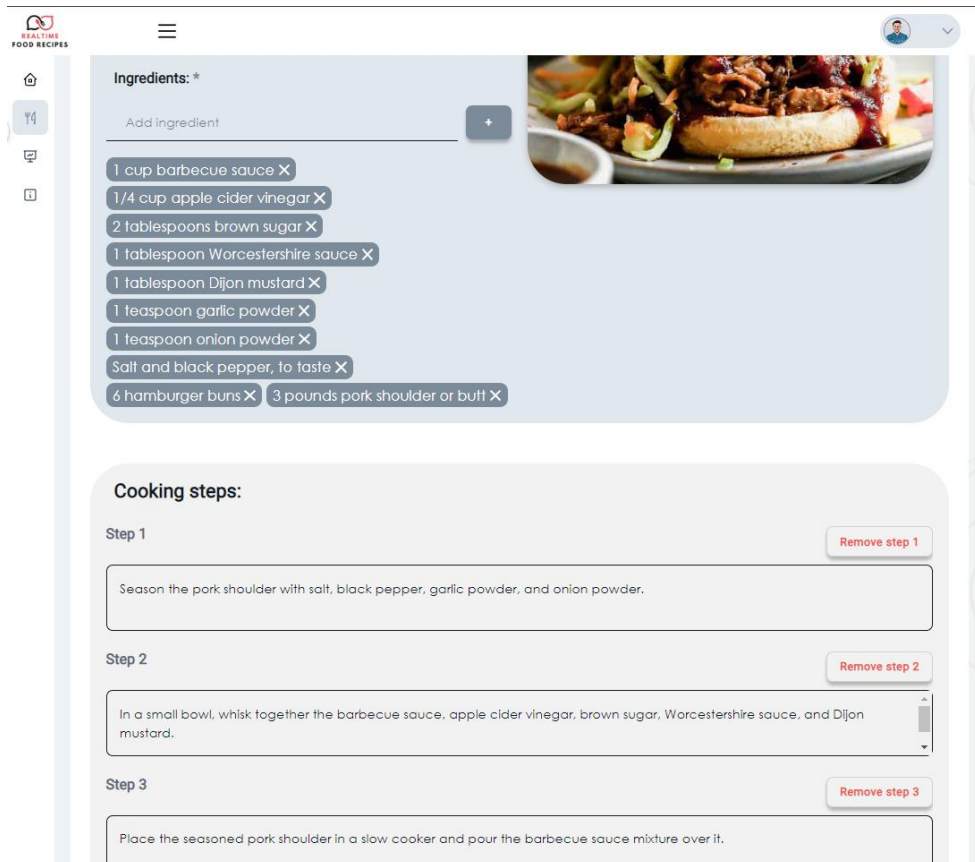 REALTIME
FOOD RECIPES
Ingredients: *
Add ingredient
+
1 cup barbecue sauce X
1/4 cup apple cider vinegar X
2 tablespoons brown sugar X
1 tablespoon Worcestershire sauce X
1 tablespoon Dijon mustard X
1 teaspoon garlic powder X
1 teaspoon onion powder X
Salt and black pepper, to taste X
6 hamburger buns X 3 pounds pork shoulder or butt X
Cooking steps:
Step 1
Remove step 1
Season the pork shoulder with salt, black pepper, garlic powder, and onion powder.
Step 2
Remove step 2
In a small bowl, whisk together the barbecue sauce, apple cider vinegar, brown sugar, Worcestershire sauce, and Dijon
mustard.
Step 3
Remove step 3
Place the seasoned pork shoulder in a slow cooker and pour the barbecue sauce mixture over it.